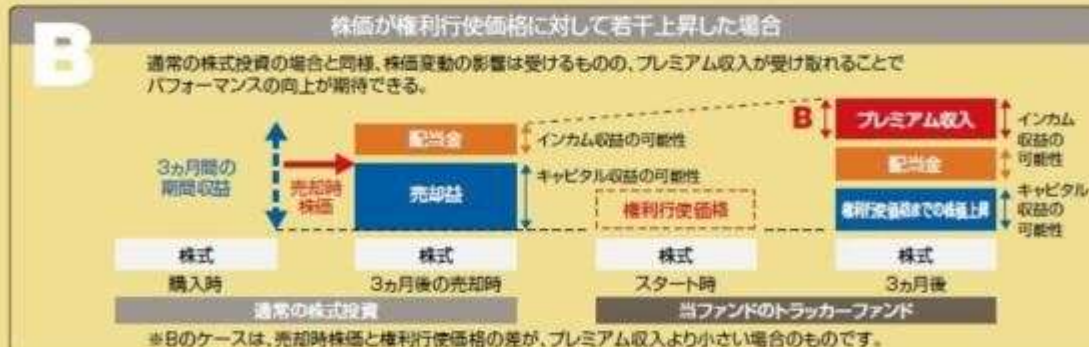 B
株価が権利行使価格に対して若干上昇した場合
通常の株式投資の場合と同様、株価変動の影響は受けるものの、プレミアム収入が受け取れることで
パフォーマンスの向上が期待できる。
3ヵ月間の
期間収益
売却時
株価
配当金
売却益
インカム収益の可能性
キャピタル収益の可能性
株式
購入時
株式
3ヵ月後の売却時
通常の株式投資
権利行使価格
株式
スタート時
B
プレミアム収入
配当金
権利行使価格までの株価上昇
インカム
収益の
可能性
キャピタル
収益の
可能性
株式
3ヵ月後
当ファンドのトラッカーファンド
※Bのケースは、売却時株価と権利行使価格の差が、プレミアム収入より小さい場合のものです。